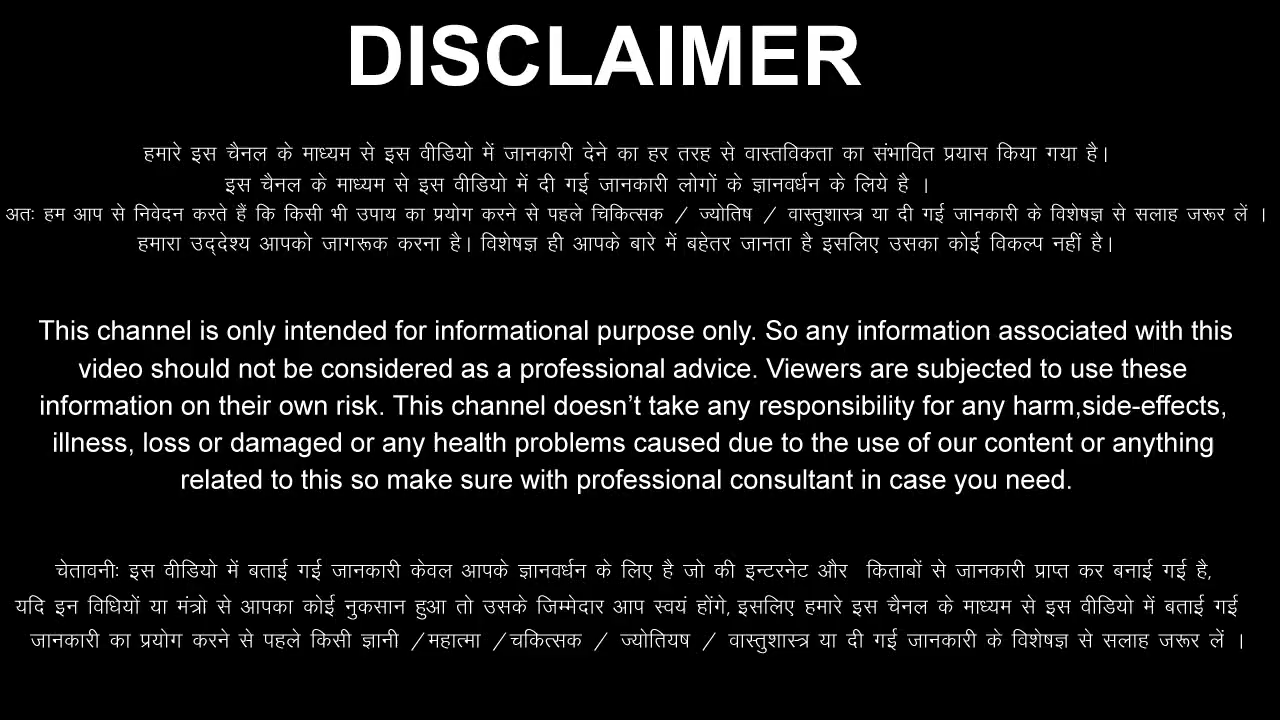 DISCLAIMER
हमारे इस चैनल के माध्यम से इस वीडियो में जानकारी देने का हर तरह से वास्तविकता का संभावित प्रयास किया गया है।
इस चैनल के माध्यम से इस वीडियो में दी गई जानकारी लोगों के ज्ञानवर्धन के लिये है ।
अतः हम आप से निवेदन करते हैं कि किसी भी उपाय का प्रयोग करने से पहले चिकित्सक / ज्योतिष / वास्तुशास्त्र या दी गई जानकारी के विशेषज्ञ से सलाह जरूर लें ।
हमारा उद्देश्य आपको जागरूक करना है। विशेषज्ञ ही आपके बारे में बहेतर जानता है इसलिए उसका कोई विकल्प नहीं है।
This channel is only intended for informational purpose only. So any information associated with this
video should not be considered as a professional advice. Viewers are subjected to use these
information on their own risk. This channel doesn’t take any responsibility for any harm,side-effects,
illness, loss or damaged or any health problems caused due to the use of our content or anything
related to this so make sure with professional consultant in case you need.
चेतावनीः इस वीडियो में बताई गई जानकारी केवल आपके ज्ञानवर्धन के लिए है जो की इन्टरनेट और किताबों से जानकारी प्राप्त कर बनाई गई है,
यदि इन विधियों या मंत्रो से आपका कोई नुकसान हुआ तो उसके जिम्मेदार आप स्वयं होंगे, इसलिए हमारे इस चैनल के माध्यम से इस वीडियो में बताई गई
जानकारी का प्रयोग करने से पहले किसी ज्ञानी /महात्मा /चकित्सक / ज्योतियष / वास्तुशास्त्र या दी गई जानकारी के विशेषज्ञ से सलाह जरूर लें ।